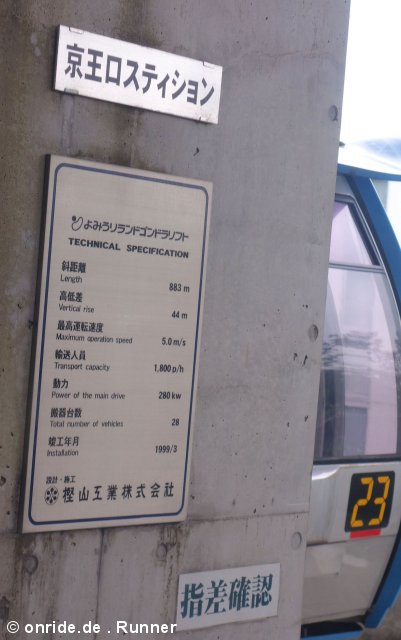 京王口スティション
よみうりランドゴンドラリフト
TECHNICAL SPECIFICATION
斜距離
Length 883 m
高低差
Vertical rise 44 m
最高運転速度
Maximum operation speed 5.0 m/s
輸送人員
Transport capacity 1,800 p/h
動力
Power of the main drive 280 kw
搬器台数
Total number of vehicles 28
竣工年月
Installation 1999/3
設計・施工
樫山工業株式会社
23
指差確認
© onride.de . Runner